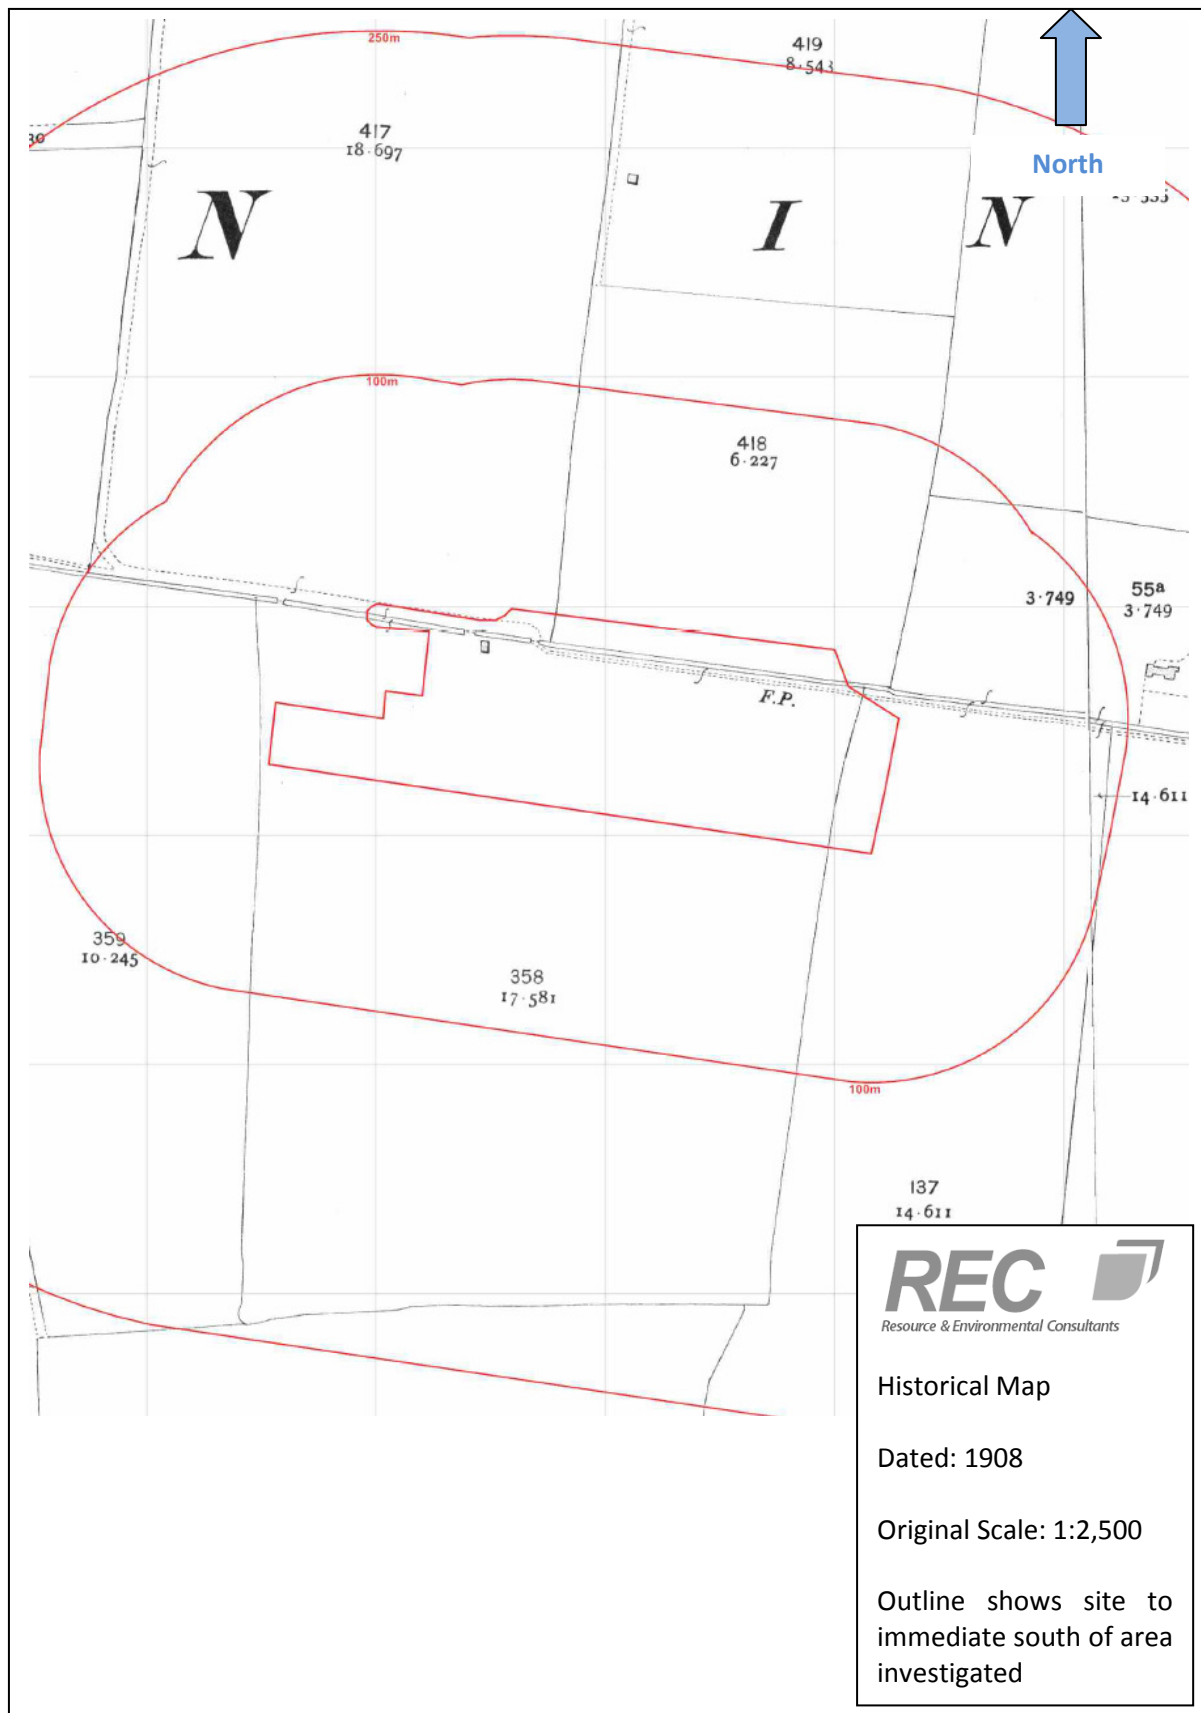 250m
419
8·543
30
417
18·697
North
N
I
N
100m
418
6·227
3·749
55a
3·749
F.P.
14·611
359
10·245
358
17·581
100m
137
14·611
REC
Resource & Environmental Consultants
Historical Map
Dated: 1908
Original Scale: 1:2,500
Outline shows site to
immediate south of area
investigated